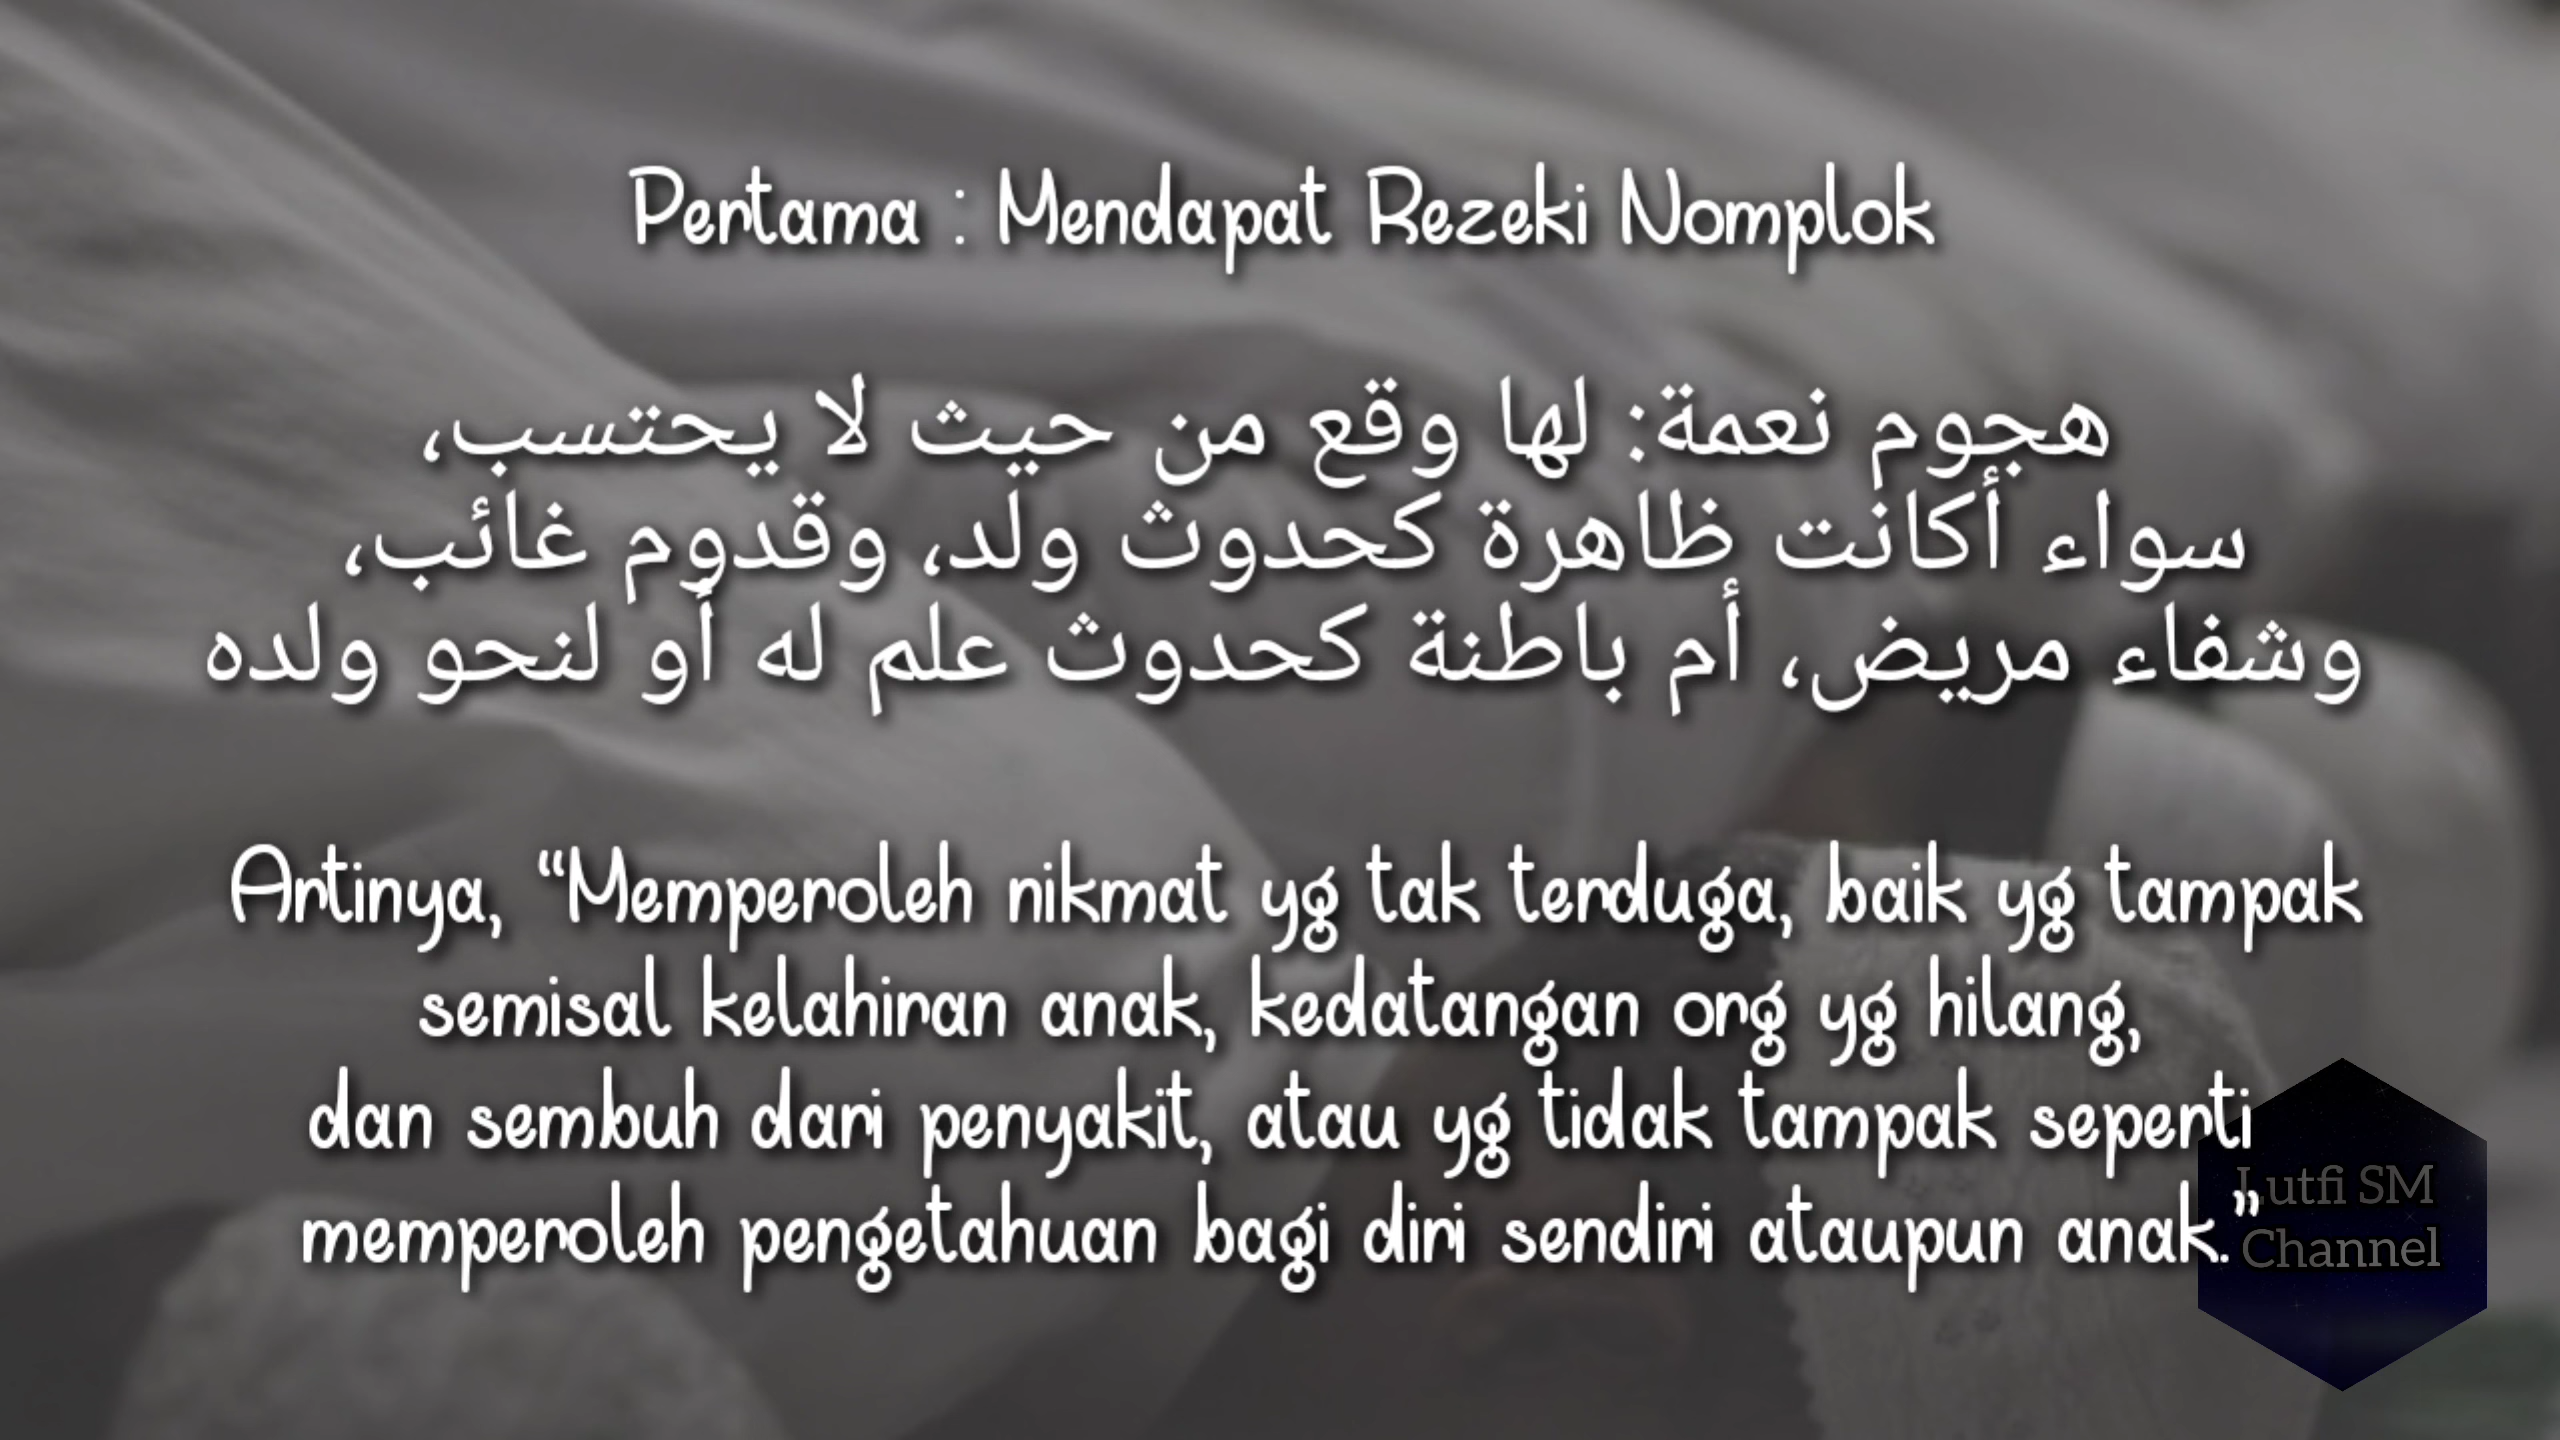 Pertama : Mendapat Rezeki Nomplok
هجوم نعمة: لها وقع من حيث لا يحتسب،
سواء أكانت ظاهرة كحدوث ولد، وقدوم غائب،
وشفاء مريض، أم باطنة كحدوث علم له أو لنحو ولده
Artinya, “Memperoleh nikmat yg tak terduga, baik yg tampak
semisal kelahiran anak, kedatangan org yg hilang,
dan sembuh dari penyakit, atau yg tidak tampak seperti
memperoleh pengetahuan bagi diri sendiri ataupun anak.”
Lutfi SM
Channel